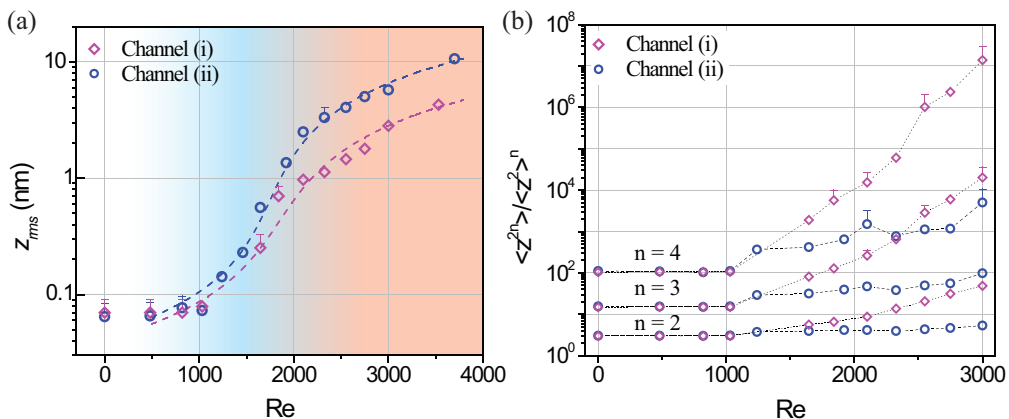 (a)
Channel (i)
Channel (ii)
10
1
0.1
z_rms (nm)
0
1000
2000
3000
4000
Re
(b)
Channel (i)
Channel (ii)
10^8
10^6
10^4
10^2
10^0
<z^2n>/<z^2>^n
n = 4
n = 3
n = 2
0
1000
2000
3000
Re